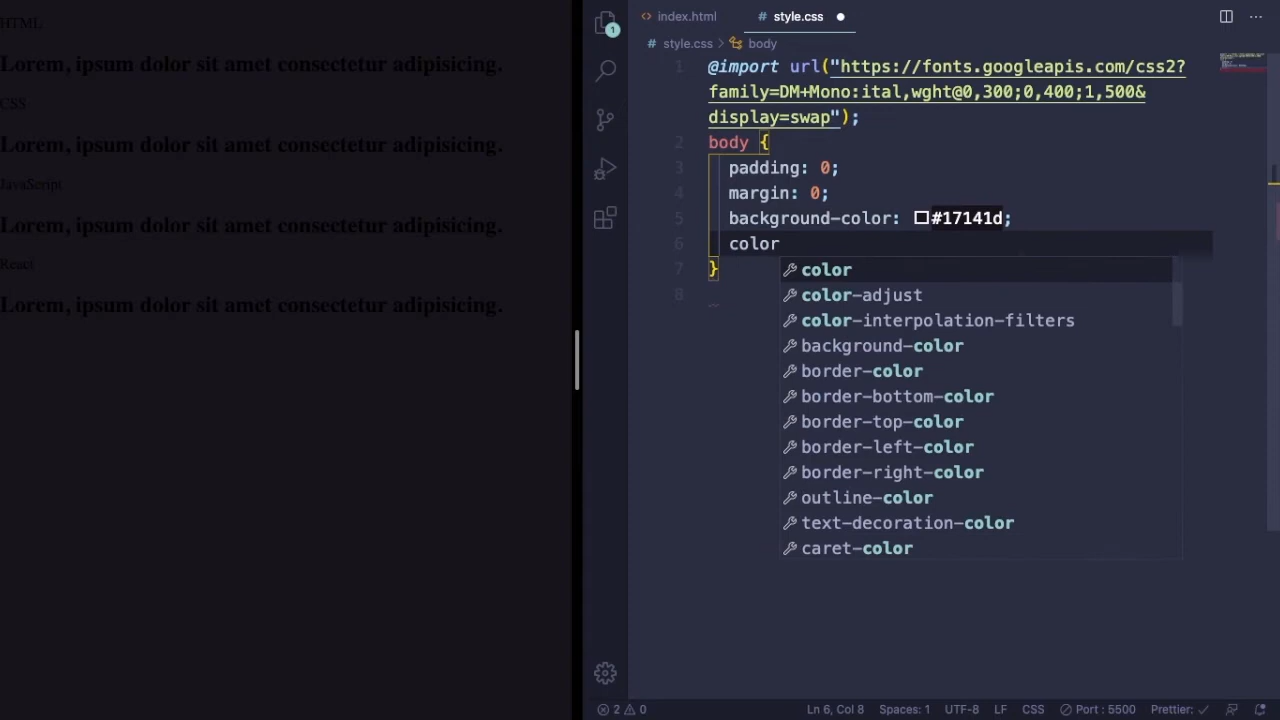 HTML
Lorem, ipsum dolor sit amet consectetur adipisicing.
CSS
Lorem, ipsum dolor sit amet consectetur adipisicing.
JavaScript
Lorem, ipsum dolor sit amet consectetur adipisicing.
React
Lorem, ipsum dolor sit amet consectetur adipisicing.
1
index.html
# style.css
# style.css > body
1 @import url("https://fonts.googleapis.com/css2?
family=DM+Mono:ital,wght@0,300;0,400;1,500&
display=swap");
2 body {
3 padding: 0;
4 margin: 0;
5 background-color: #17141d;
6 color
7 }
8
color
color-adjust
color-interpolation-filters
background-color
border-color
border-bottom-color
border-top-color
border-left-color
border-right-color
outline-color
text-decoration-color
caret-color
2 0
Ln 6, Col 8 Spaces: 1 UTF-8 LF CSS Port : 5500 Prettier: ✓